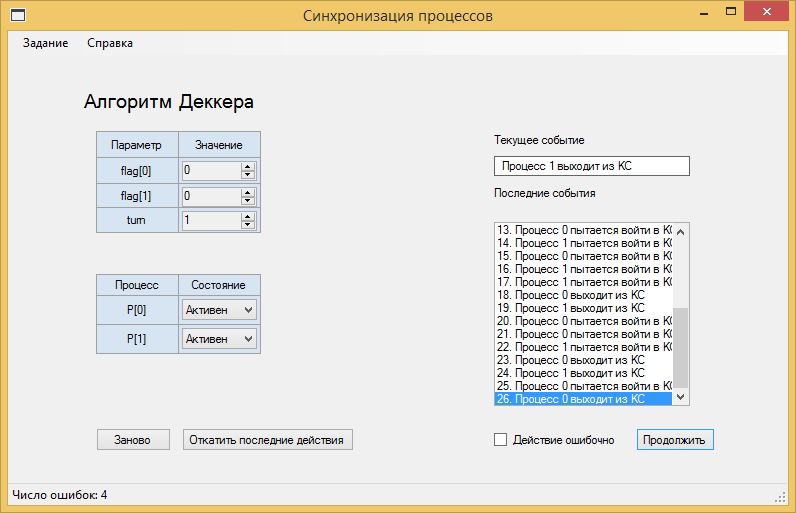 Синхронизация процессов
Задание Справка
Алгоритм Деккера
Параметр Значение
flag[0] 0
flag[1] 0
turn 1
Процесс Состояние
P[0] Активен
P[1] Активен
Заново Откатить последние действия
Текущее событие
Процесс 1 выходит из КС
Последние события
13. Процесс 0 пытается войти в КС
14. Процесс 1 пытается войти в КС
15. Процесс 0 пытается войти в КС
16. Процесс 1 пытается войти в КС
17. Процесс 1 пытается войти в КС
18. Процесс 0 выходит из КС
19. Процесс 1 выходит из КС
20. Процесс 0 пытается войти в КС
21. Процесс 0 пытается войти в КС
22. Процесс 1 пытается войти в КС
23. Процесс 0 выходит из КС
24. Процесс 1 выходит из КС
25. Процесс 0 пытается войти в КС
26. Процесс 0 выходит из КС
Действие ошибочно Продолжить
Число ошибок: 4